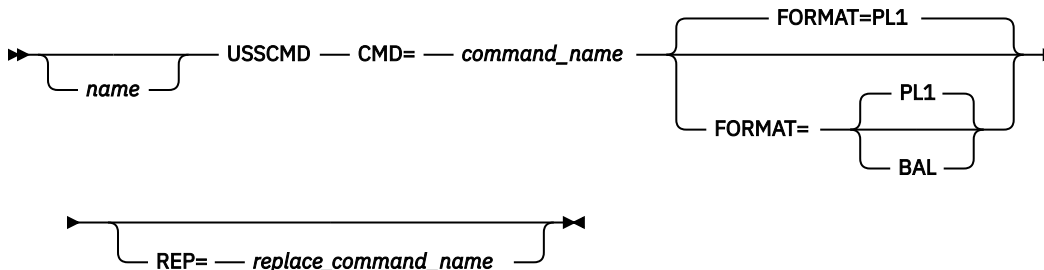 FORMAT=PL1
USSCMD CMD= command_name
name
PL1
FORMAT=
BAL
REP= replace_command_name